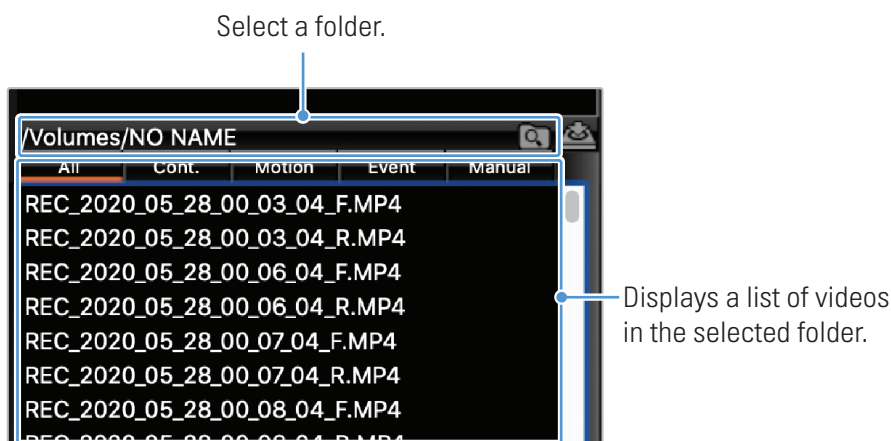 Select a folder.
/Volumes/NO NAME
All Cont. Motion Event Manual
REC_2020_05_28_00_03_04_F.MP4
REC_2020_05_28_00_03_04_R.MP4
REC_2020_05_28_00_06_04_F.MP4
REC_2020_05_28_00_06_04_R.MP4
REC_2020_05_28_00_07_04_F.MP4
REC_2020_05_28_00_07_04_R.MP4
REC_2020_05_28_00_08_04_F.MP4
Displays a list of videos
in the selected folder.